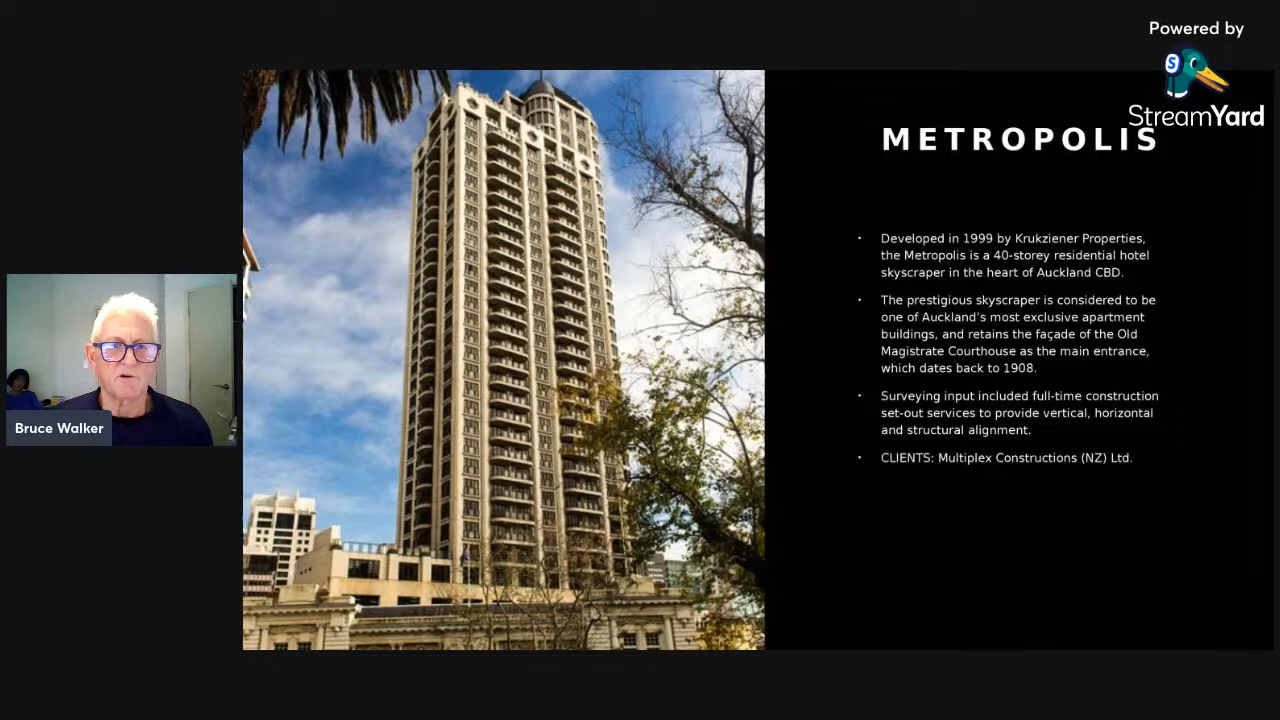 Powered by
StreamYard
METROPOLIS
• Developed in 1999 by Krukziener Properties,
the Metropolis is a 40-storey residential hotel
skyscraper in the heart of Auckland CBD.
• The prestigious skyscraper is considered to be
one of Auckland’s most exclusive apartment
buildings, and retains the façade of the Old
Magistrate Courthouse as the main entrance,
which dates back to 1908.
• Surveying input included full-time construction
set-out services to provide vertical, horizontal
and structural alignment.
• CLIENTS: Multiplex Constructions (NZ) Ltd.
Bruce Walker